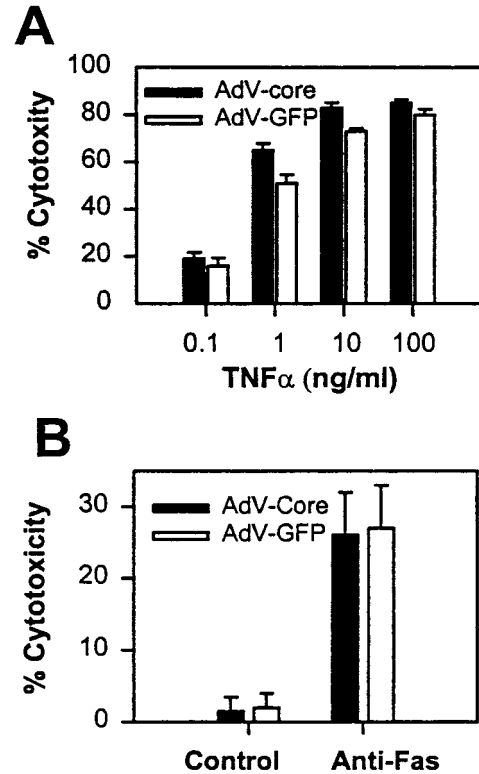 A
% Cytotoxity
100
80
60
40
20
0
AdV-core
AdV-GFP
0.1 1 10 100
TNFα (ng/ml)
B
% Cytotoxicity
30
20
10
0
AdV-Core
AdV-GFP
Control Anti-Fas